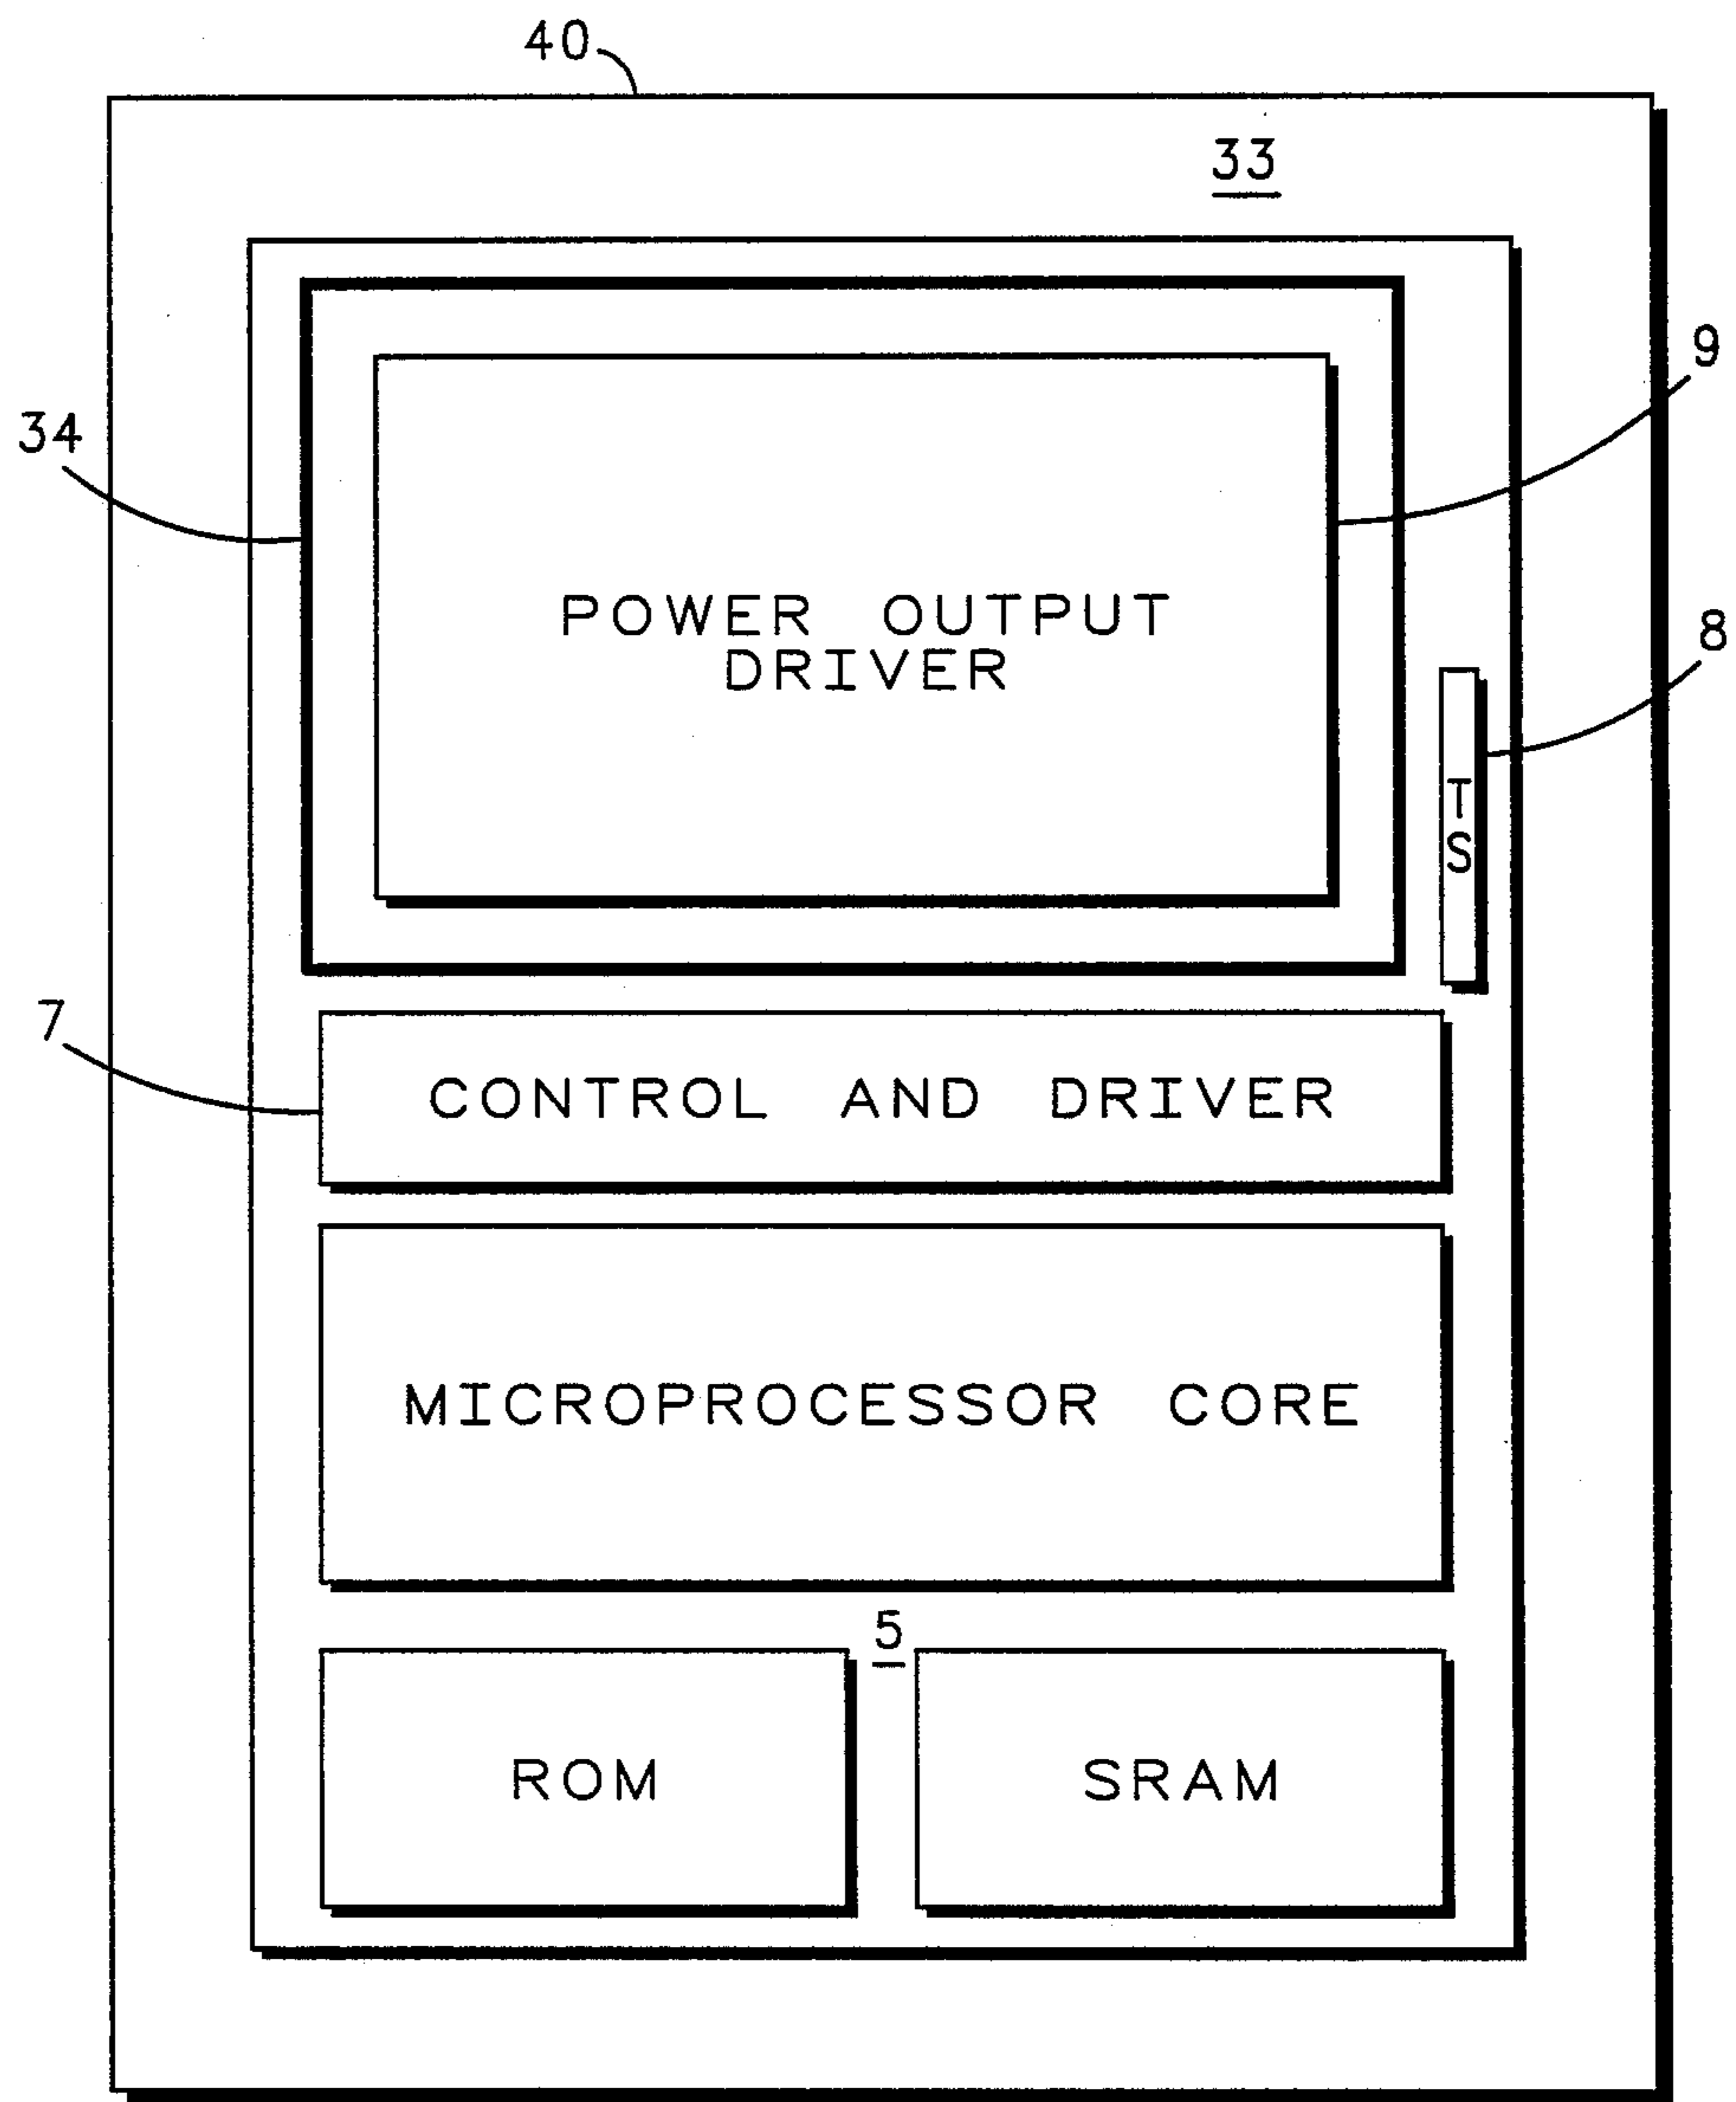 40
33
9
34
POWER OUTPUT
DRIVER
8
T
S
7
CONTROL AND DRIVER
MICROPROCESSOR CORE
5
ROM
SRAM